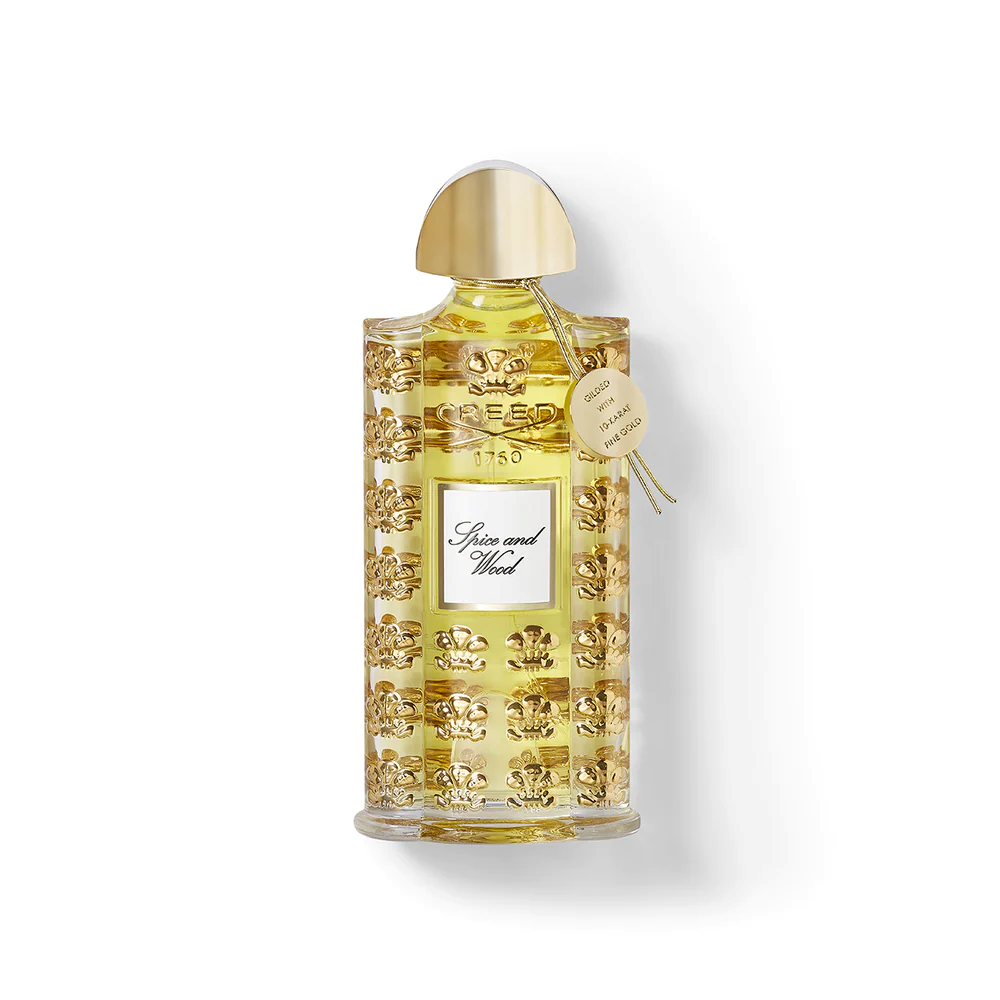 CREED
1760
GILDED
WITH
10-KARAT
FINE GOLD
Spice and
Wood